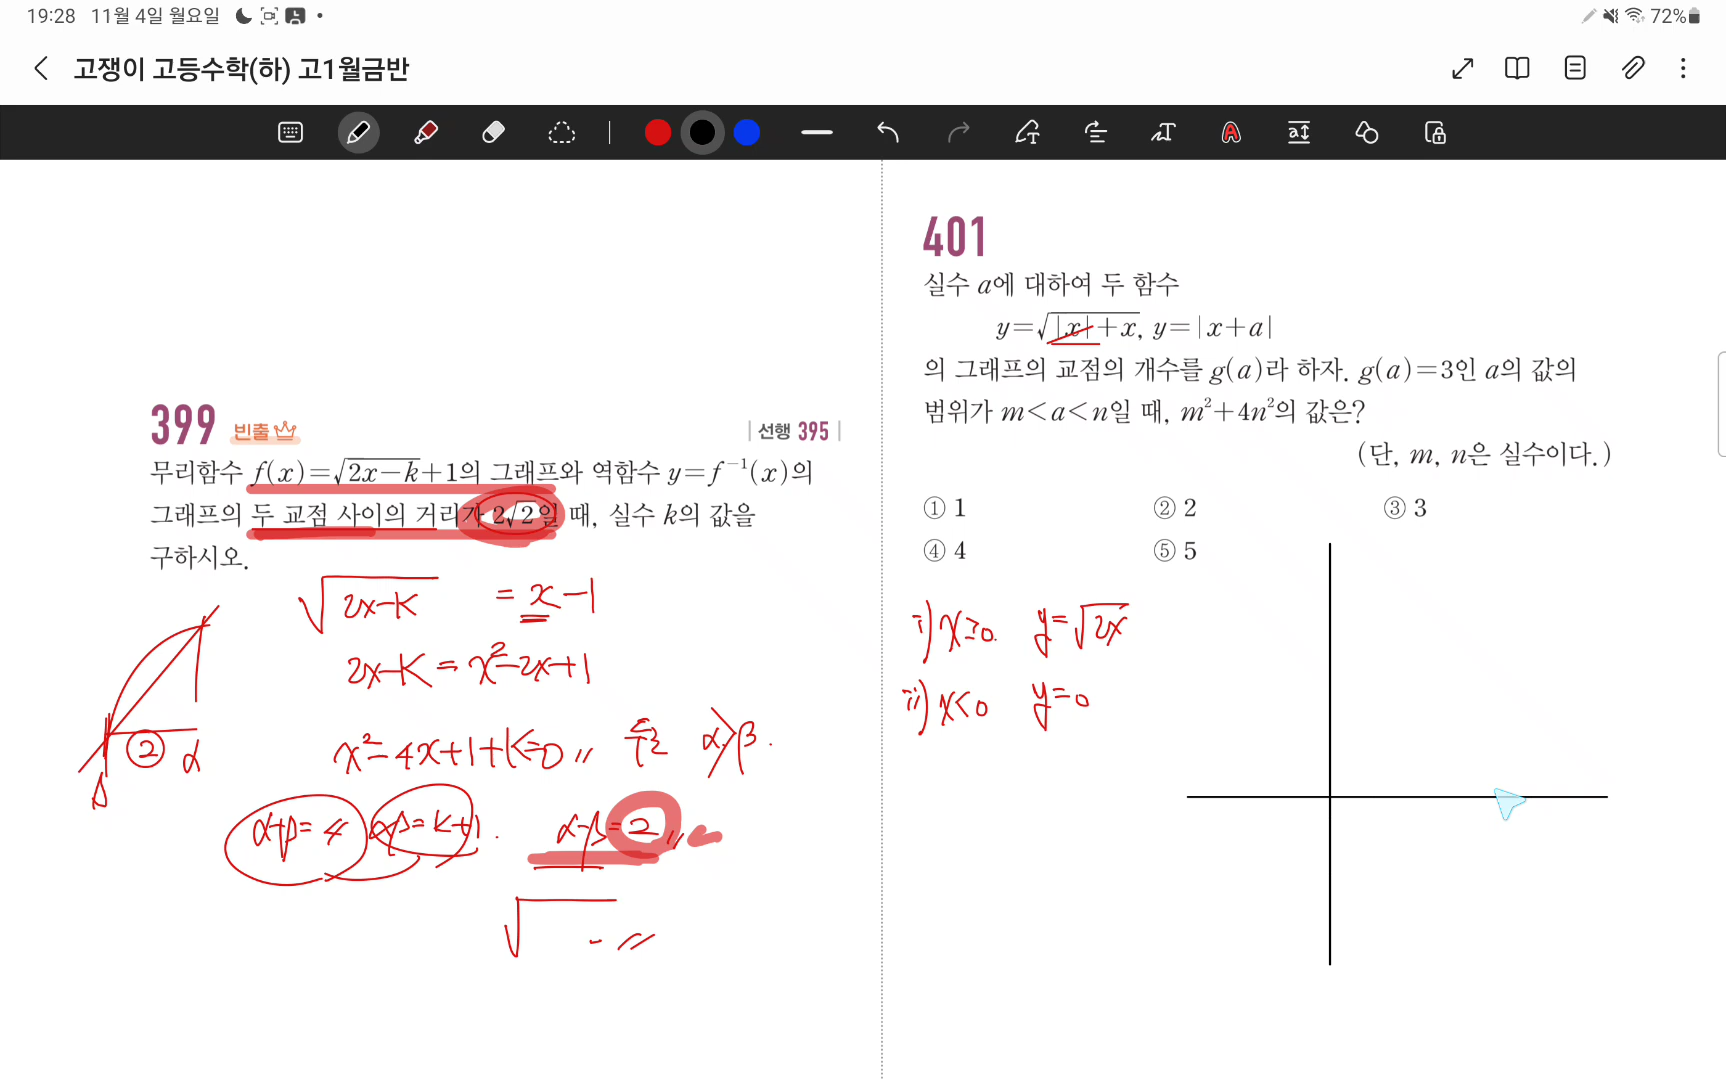 19:28 11월 4일 월요일
72%
고쟁이 고등수학(하) 고1월금반
399 빈출 | 선행 395 |
무리함수 f(x)=√(2x−k)+1의 그래프와 역함수 y=f⁻¹(x)의
그래프의 두 교점 사이의 거리가 2√2일 때, 실수 k의 값을
구하시오.
√(2x−k) = x−1
2x−k = x²−2x+1
x²−4x+1+k=0 두근 α>β.
② α
β
α+β=4 αβ=k+1. α−β=2
401
실수 a에 대하여 두 함수
y=√(|x|+x), y=|x+a|
의 그래프의 교점의 개수를 g(a)라 하자. g(a)=3인 a의 값의
범위가 m<a<n일 때, m²+4n²의 값은?
(단, m, n은 실수이다.)
① 1 ② 2 ③ 3
④ 4 ⑤ 5
i) x≥0. y=√2x
ii) x<0 y=0